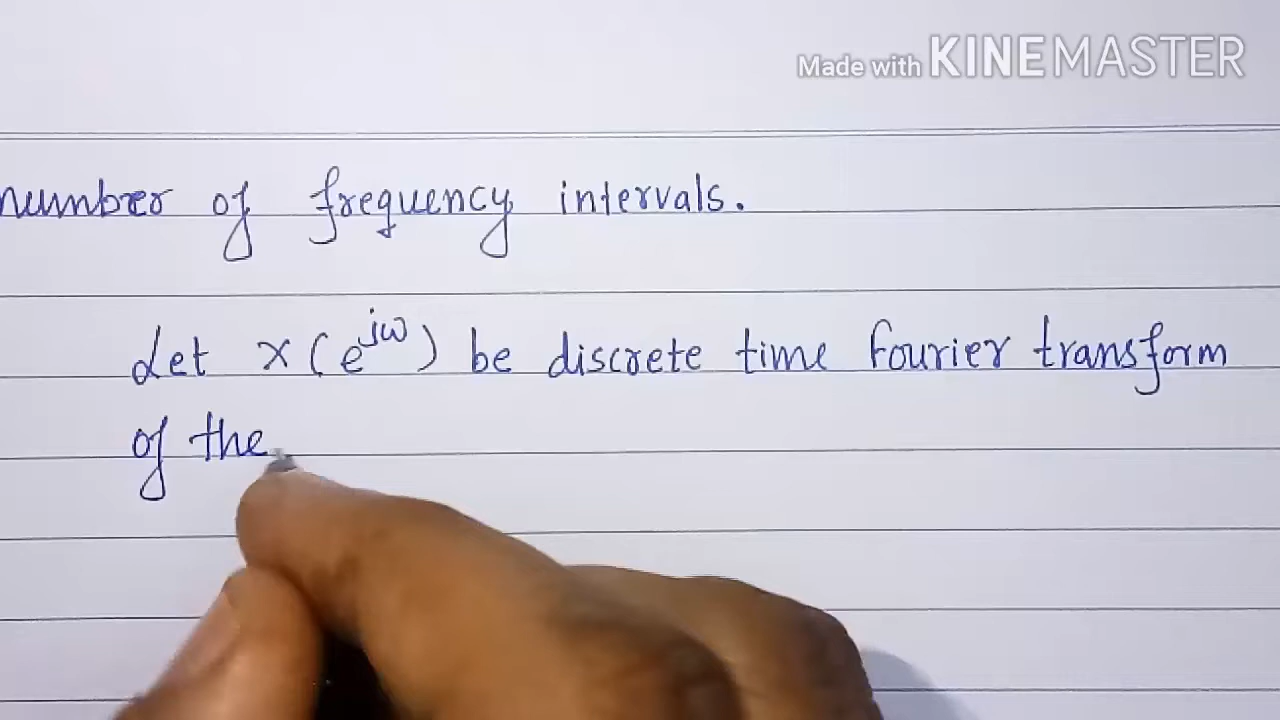 Made with KINEMASTER
number of frequency intervals.
Let x(e^jω) be discrete time Fourier transform
of the